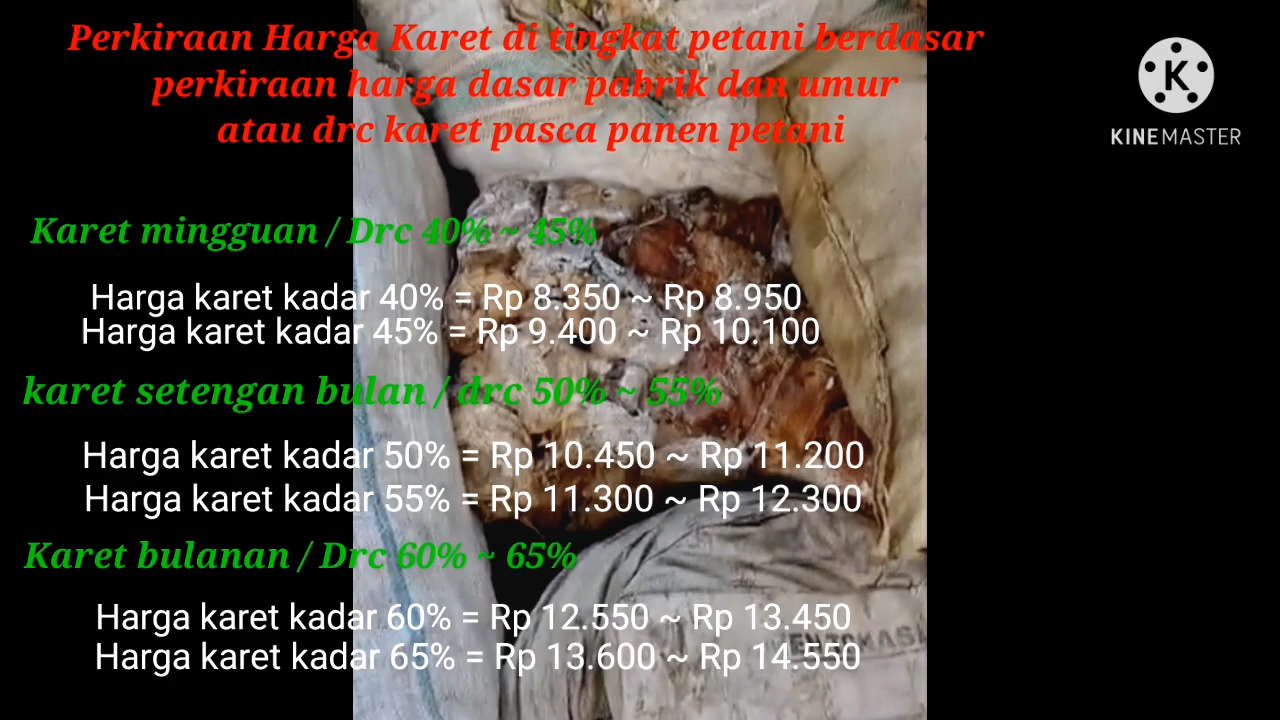 Perkiraan Harga Karet di tingkat petani berdasar
perkiraan harga dasar pabrik dan umur
atau drc karet pasca panen petani
KINEMASTER
Karet mingguan / Drc 40% ~ 45%
Harga karet kadar 40% = Rp 8.350 ~ Rp 8.950
Harga karet kadar 45% = Rp 9.400 ~ Rp 10.100
karet setengan bulan / drc 50% ~ 55%
Harga karet kadar 50% = Rp 10.450 ~ Rp 11.200
Harga karet kadar 55% = Rp 11.300 ~ Rp 12.300
Karet bulanan / Drc 60% ~ 65%
Harga karet kadar 60% = Rp 12.550 ~ Rp 13.450
Harga karet kadar 65% = Rp 13.600 ~ Rp 14.550